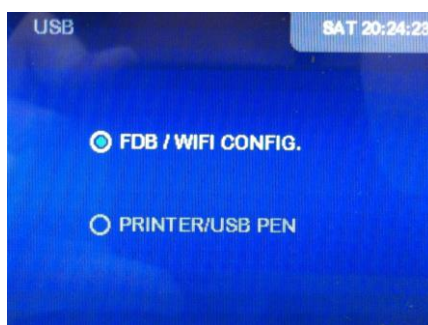 USB
SAT 20:24:23
FDB / WIFI CONFIG.
PRINTER/USB PEN